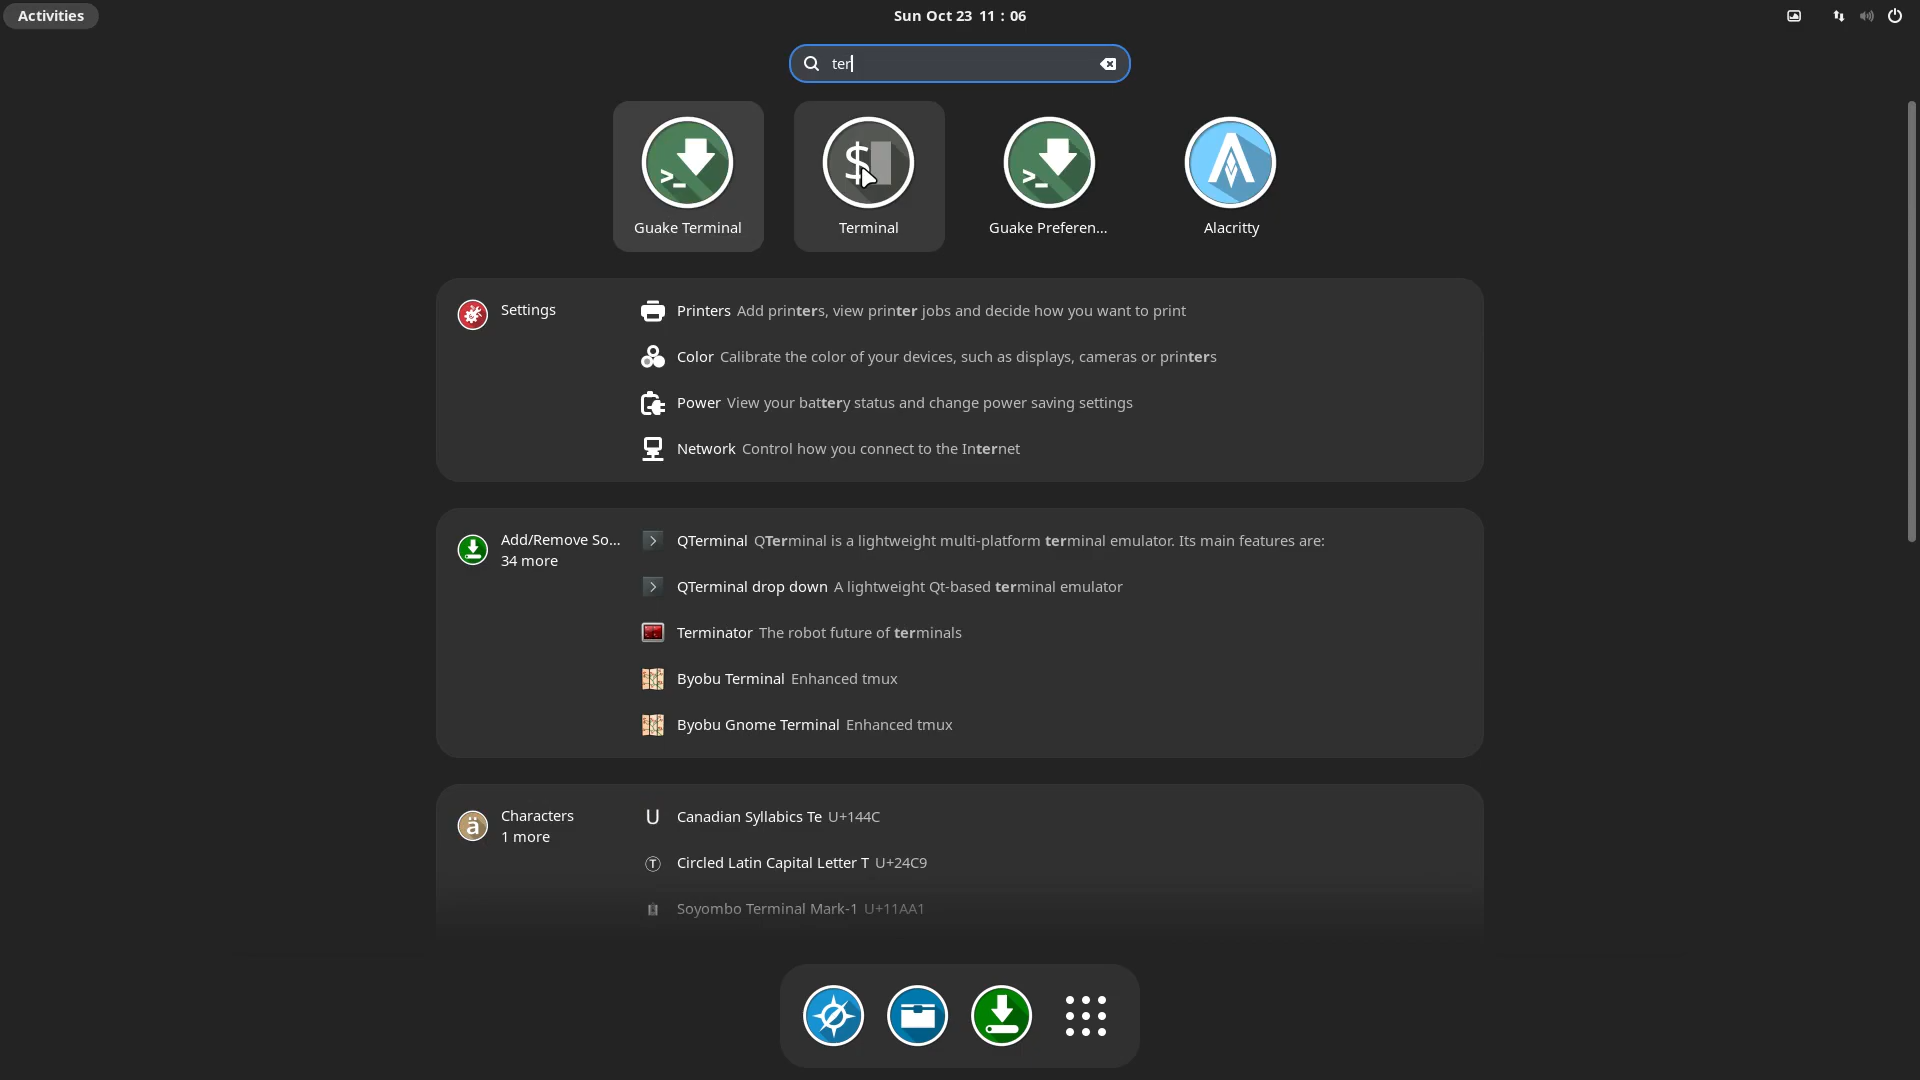 Activities
Sun Oct 23 11 : 06
ter
Guake Terminal
Terminal
Guake Preferen...
Alacritty
Settings
Printers Add printers, view printer jobs and decide how you want to print
Color Calibrate the color of your devices, such as displays, cameras or printers
Power View your battery status and change power saving settings
Network Control how you connect to the Internet
Add/Remove So...
34 more
QTerminal QTerminal is a lightweight multi-platform terminal emulator. Its main features are:
QTerminal drop down A lightweight Qt-based terminal emulator
Terminator The robot future of terminals
Byobu Terminal Enhanced tmux
Byobu Gnome Terminal Enhanced tmux
Characters
1 more
Canadian Syllabics Te U+144C
Circled Latin Capital Letter T U+24C9
Soyombo Terminal Mark-1 U+11AA1